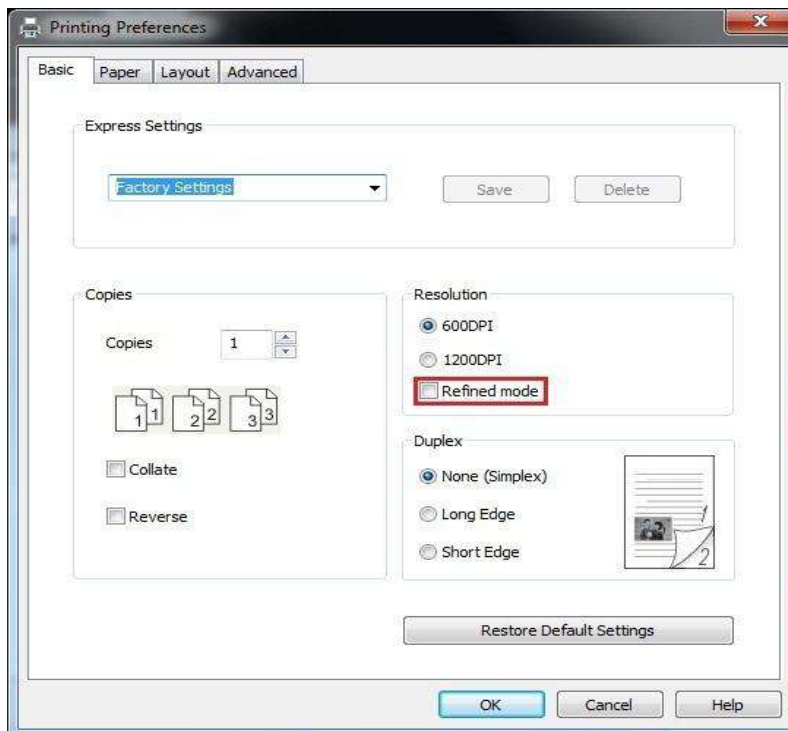 Printing Preferences
Basic Paper Layout Advanced
Express Settings
Factory Settings Save Delete
Copies
Copies 1
1 1 2 2 3 3
Collate
Reverse
Resolution
600DPI
1200DPI
Refined mode
Duplex
None (Simplex)
Long Edge
Short Edge
1
2
Restore Default Settings
OK Cancel Help